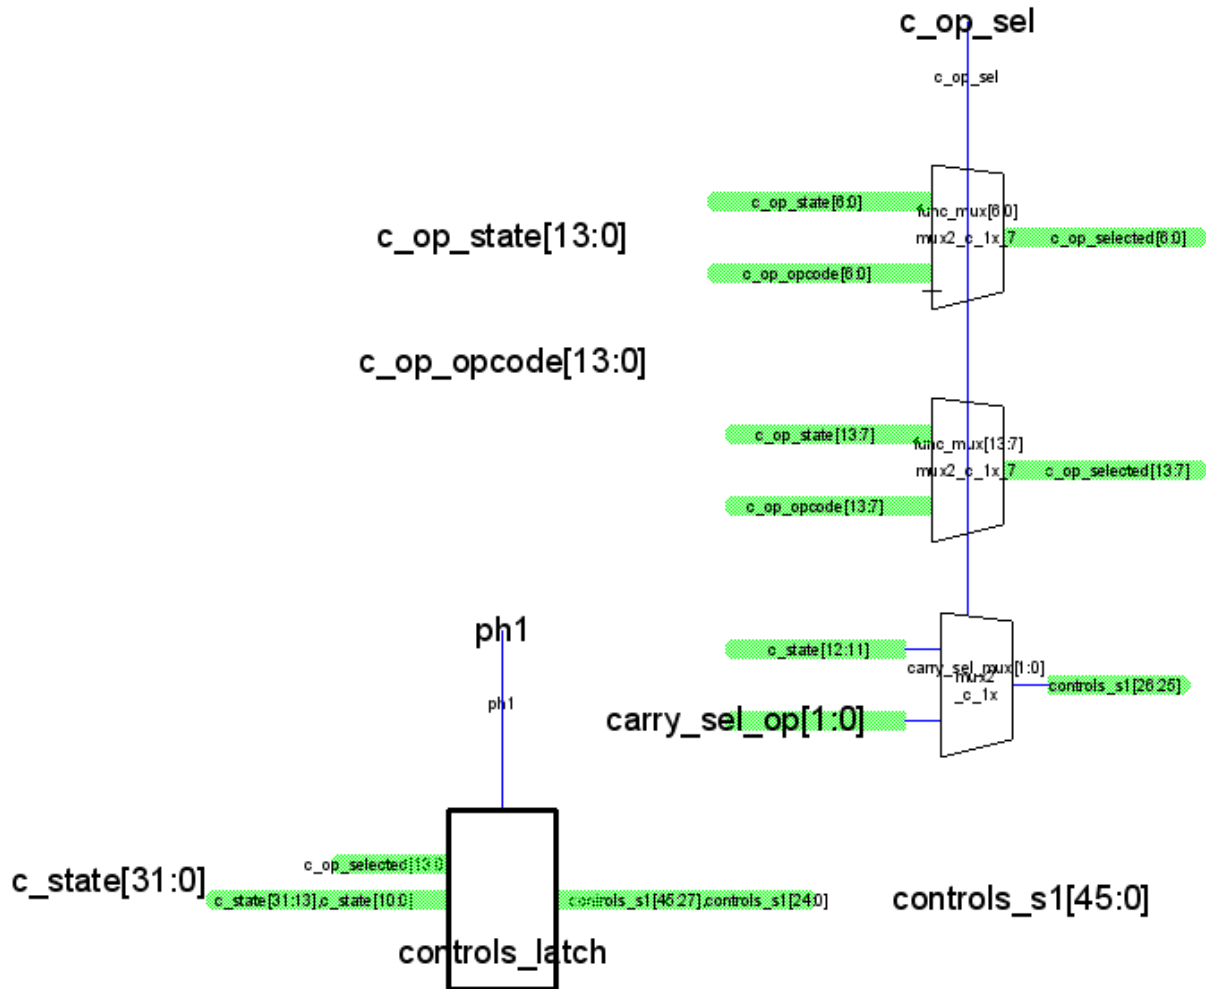 c_op_sel
c_op_sel
c_op_state[6:0]
func_mux[6:0]
c_op_state[13:0]
mux2_c_1x_7
c_op_selected[6:0]
c_op_opcode[6:0]
c_op_opcode[13:0]
c_op_state[13:7]
func_mux[13:7]
mux2_c_1x_7
c_op_selected[13:7]
c_op_opcode[13:7]
ph1
c_state[12:11]
carry_sel_mux[1:0]
mux2
_c_1x
controls_s1[26:25]
ph1
carry_sel_op[1:0]
c_op_selected[13:0]
c_state[31:0]
c_state[31:13],c_state[10:0]
controls_s1[45:27],controls_s1[24:0]
controls_s1[45:0]
controls_latch